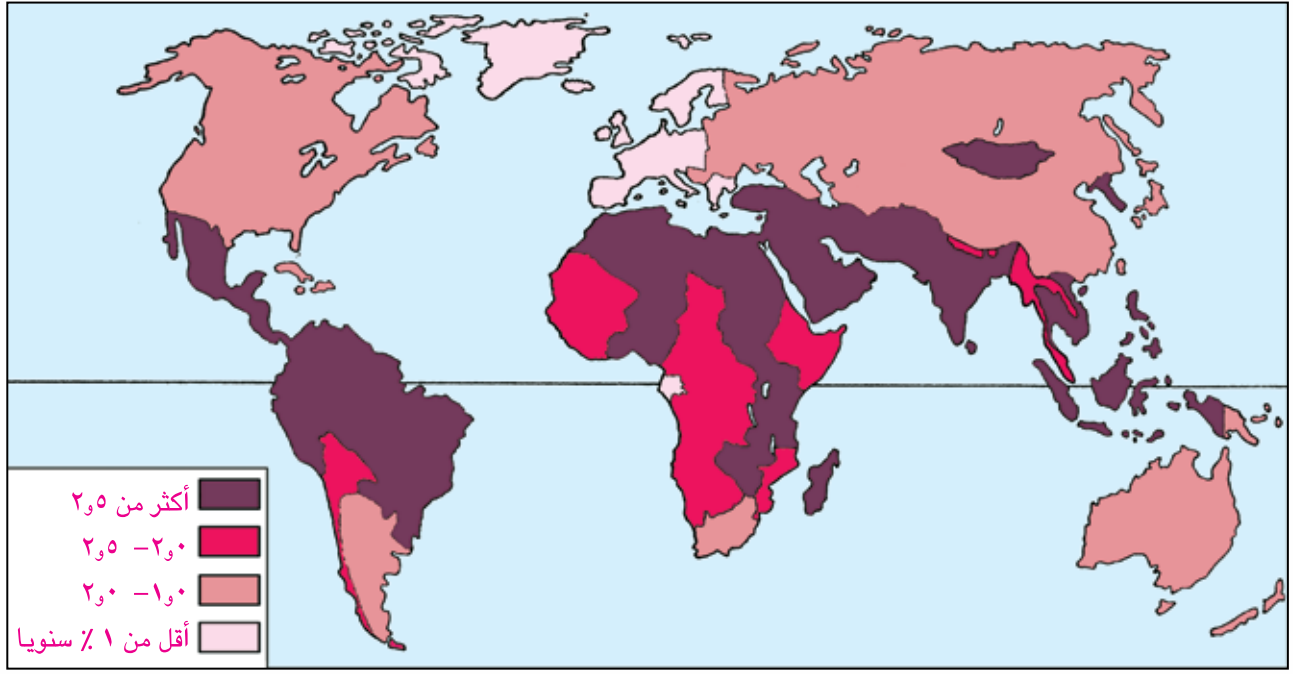 أكثر من ٢و٥
٢و٠ – ٢و٥
١و٠ – ٢و٠
أقل من ١ ٪ سنويا